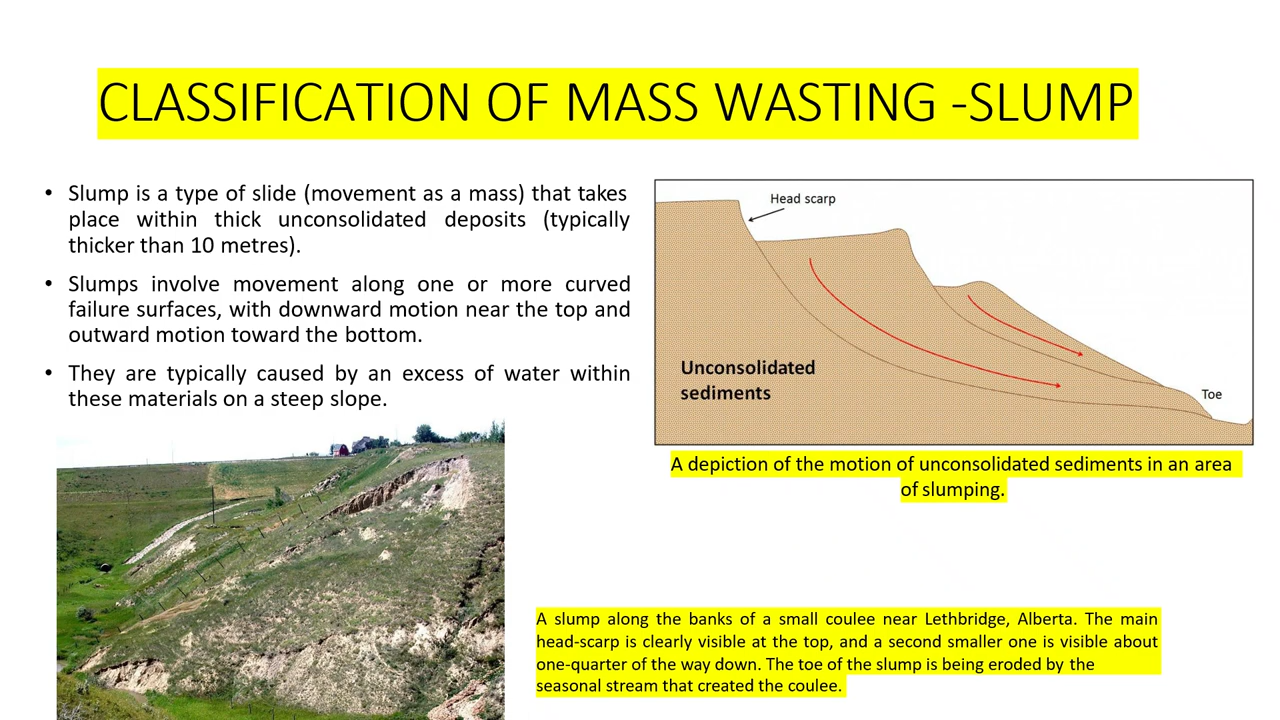 CLASSIFICATION OF MASS WASTING -SLUMP
• Slump is a type of slide (movement as a mass) that takes
place within thick unconsolidated deposits (typically
thicker than 10 metres).
• Slumps involve movement along one or more curved
failure surfaces, with downward motion near the top and
outward motion toward the bottom.
• They are typically caused by an excess of water within
these materials on a steep slope.
Head scarp
Unconsolidated
sediments
Toe
A depiction of the motion of unconsolidated sediments in an area
of slumping.
A slump along the banks of a small coulee near Lethbridge, Alberta. The main
head-scarp is clearly visible at the top, and a second smaller one is visible about
one-quarter of the way down. The toe of the slump is being eroded by the
seasonal stream that created the coulee.